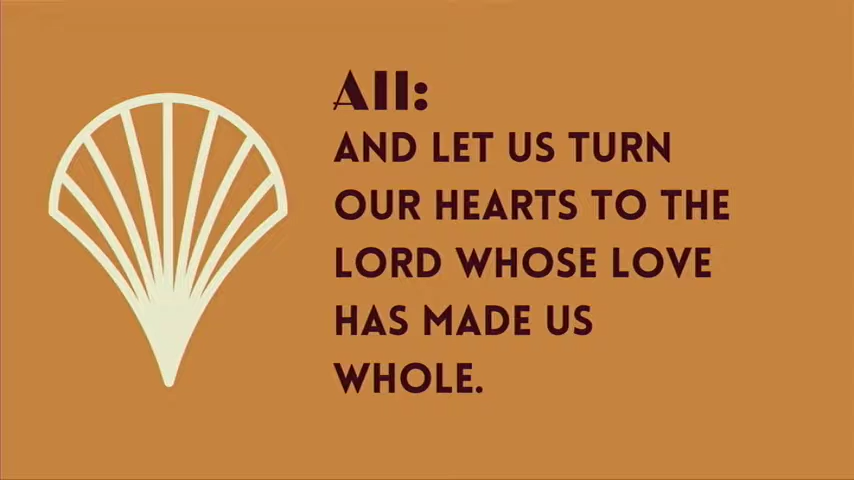 All:
AND LET US TURN
OUR HEARTS TO THE
LORD WHOSE LOVE
HAS MADE US
WHOLE.